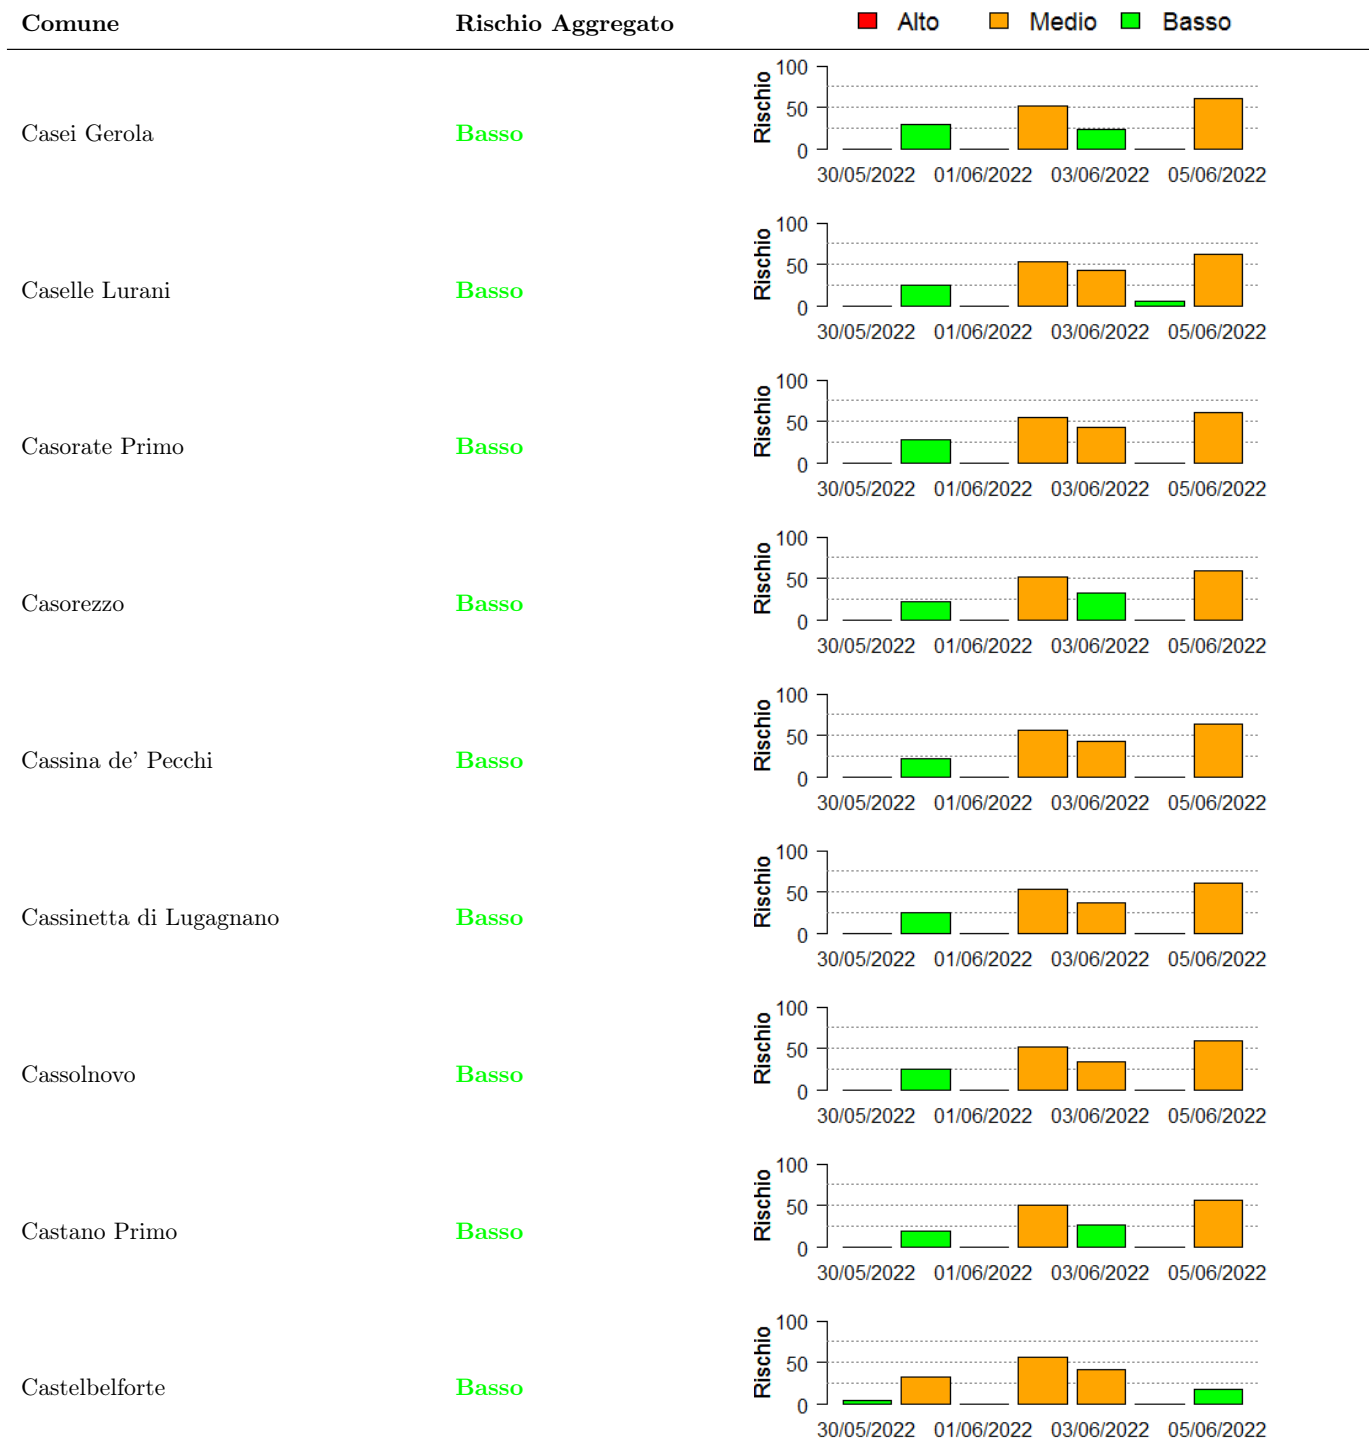 Comune Rischio Aggregato Alto Medio Basso
100
50
0
Rischio
Casei Gerola Basso
30/05/2022 01/06/2022 03/06/2022 05/06/2022
100
50
0
Rischio
Caselle Lurani Basso
30/05/2022 01/06/2022 03/06/2022 05/06/2022
100
50
0
Rischio
Casorate Primo Basso
30/05/2022 01/06/2022 03/06/2022 05/06/2022
100
50
0
Rischio
Casorezzo Basso
30/05/2022 01/06/2022 03/06/2022 05/06/2022
100
50
0
Rischio
Cassina de' Pecchi Basso
30/05/2022 01/06/2022 03/06/2022 05/06/2022
100
50
0
Rischio
Cassinetta di Lugagnano Basso
30/05/2022 01/06/2022 03/06/2022 05/06/2022
100
50
0
Rischio
Cassolnovo Basso
30/05/2022 01/06/2022 03/06/2022 05/06/2022
100
50
0
Rischio
Castano Primo Basso
30/05/2022 01/06/2022 03/06/2022 05/06/2022
100
50
0
Rischio
Castelbelforte Basso
30/05/2022 01/06/2022 03/06/2022 05/06/2022